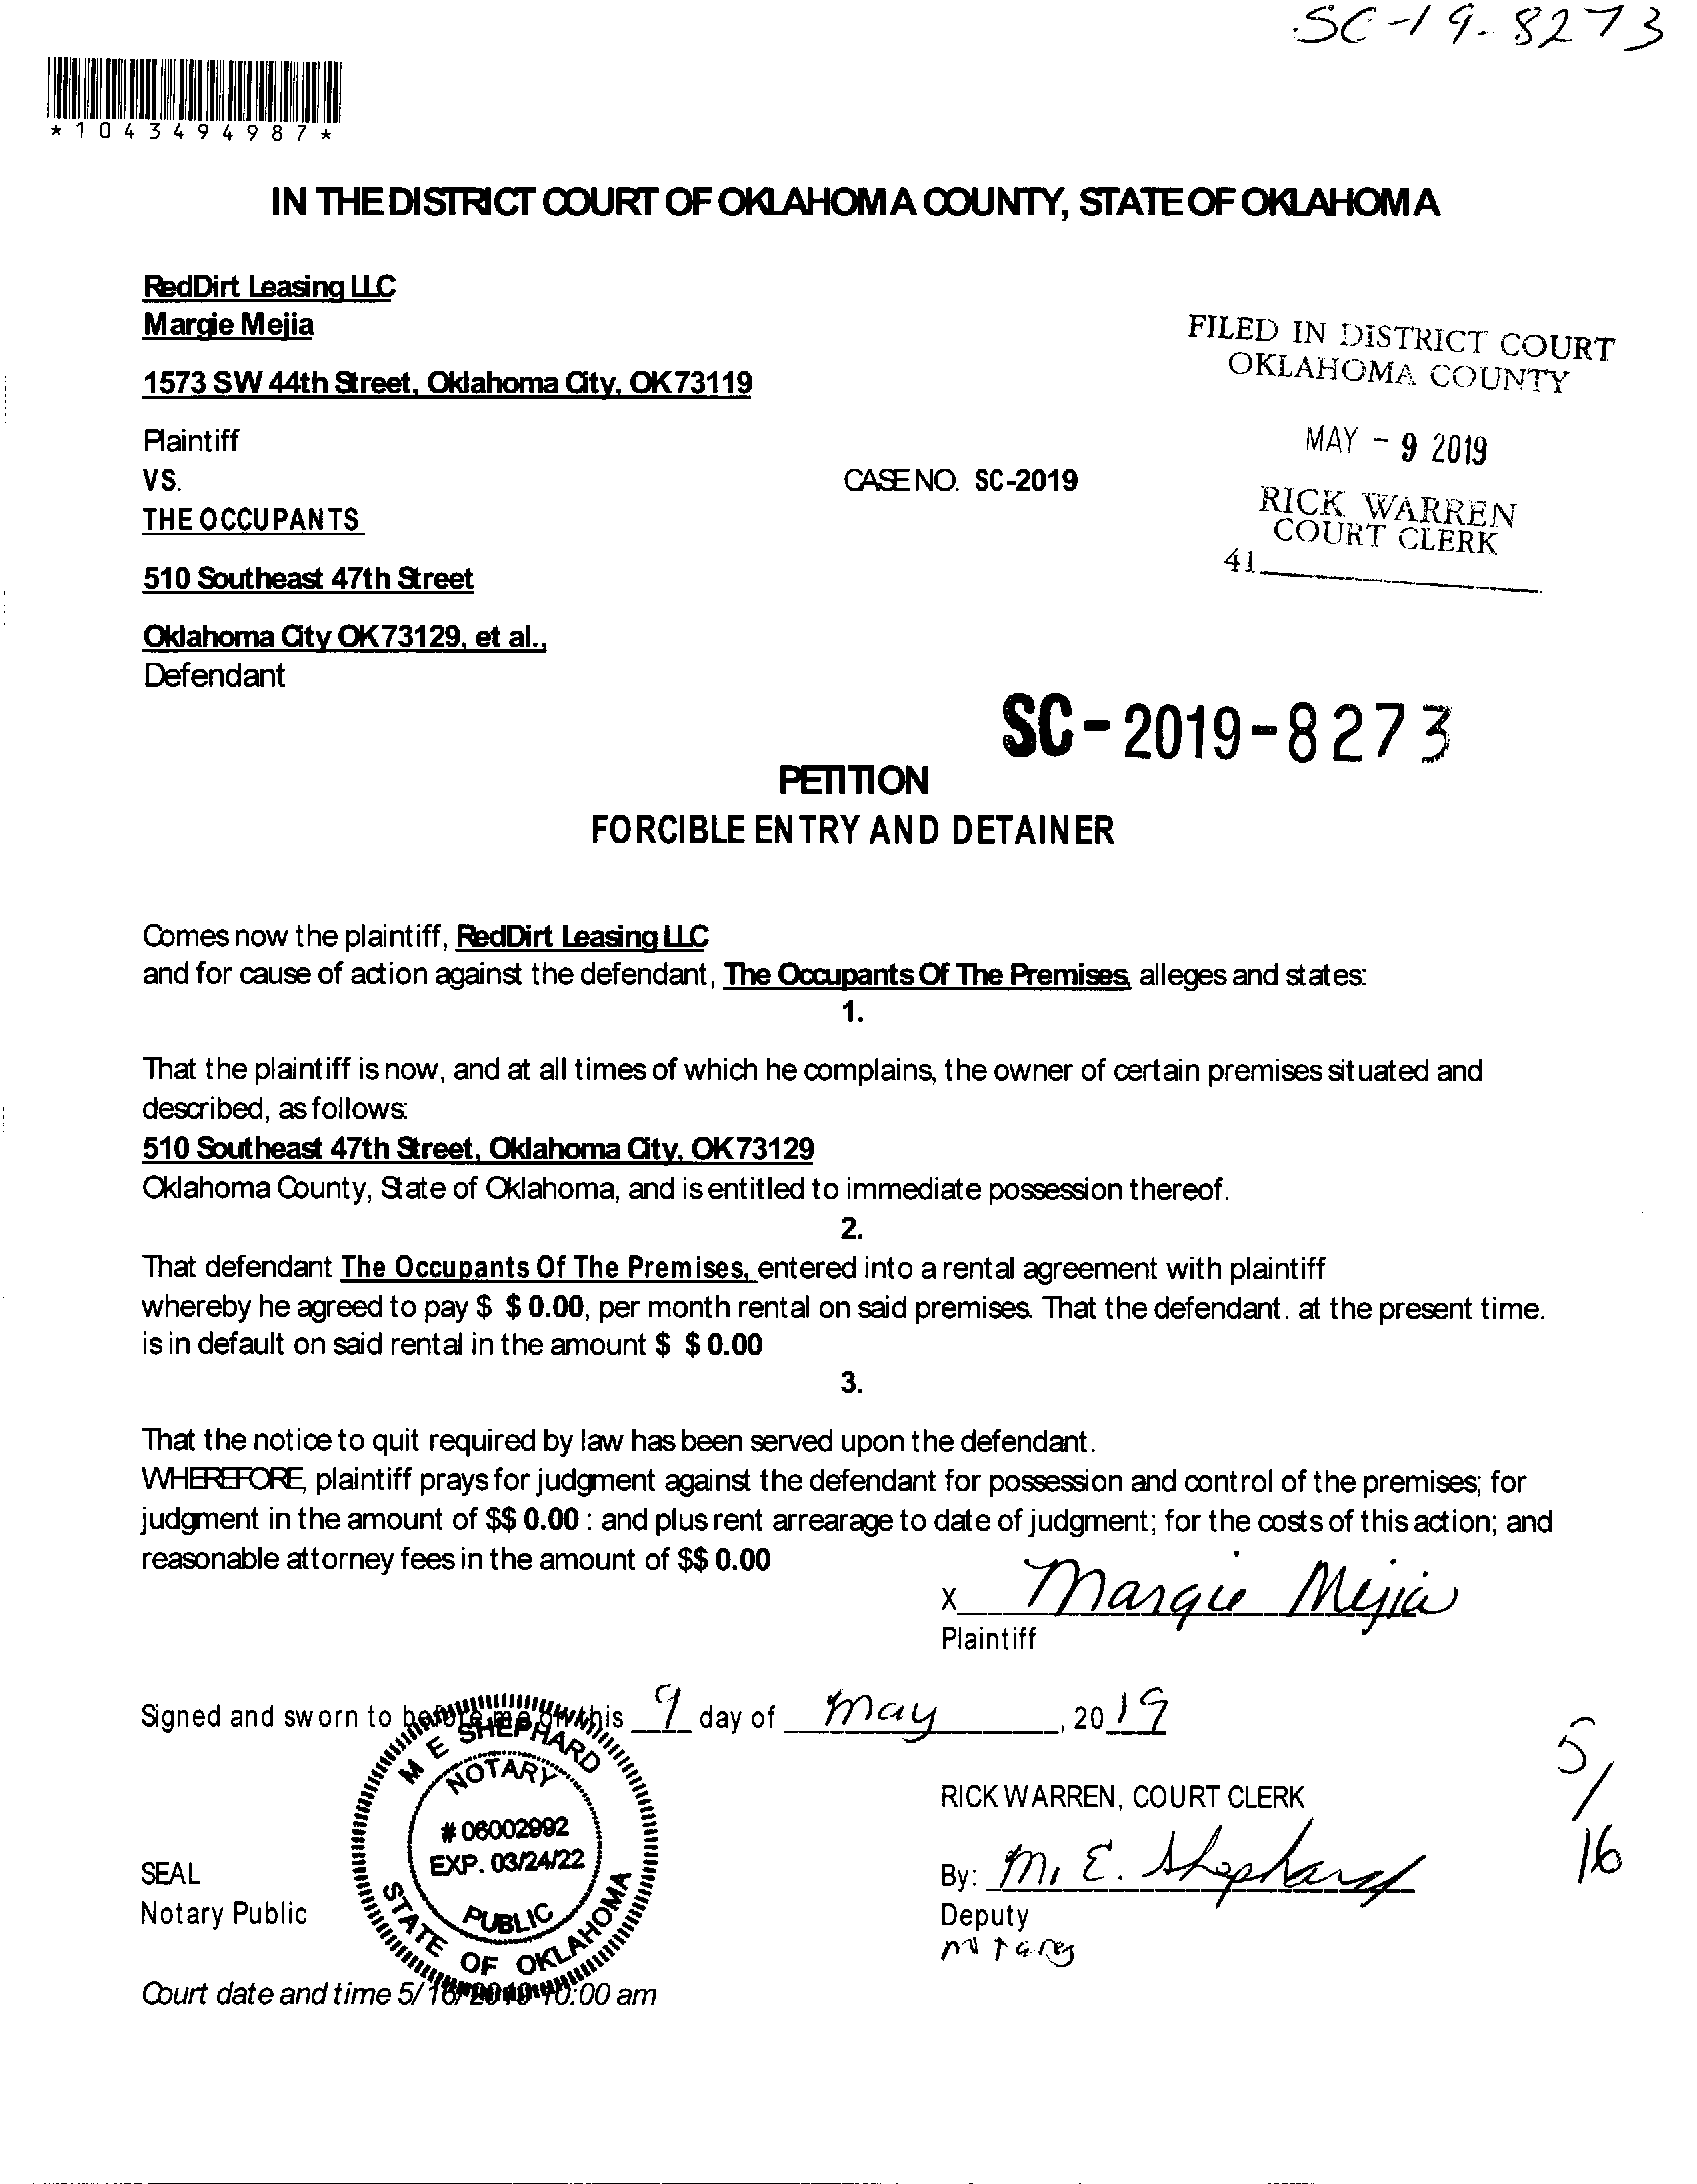 SC-19-8273
*1043494987*
IN THE DISTRICT COURT OF OKLAHOMA COUNTY, STATE OF OKLAHOMA
RedDirt Leasing LLC
Margie Mejia
1573 SW 44th Street, Oklahoma City, OK 73119
Plaintiff
VS.
THE OCCUPANTS
510 Southeast 47th Street
Oklahoma City OK 73129, et al.,
Defendant
CASE NO. SC-2019
FILED IN DISTRICT COURT
OKLAHOMA COUNTY
MAY - 9 2019
RICK WARREN
COURT CLERK
41
SC-2019-8273
PETITION
FORCIBLE ENTRY AND DETAINER
Comes now the plaintiff, RedDirt Leasing LLC
and for cause of action against the defendant, The Occupants Of The Premises, alleges and states:
1.
That the plaintiff is now, and at all times of which he complains, the owner of certain premises situated and
described, as follows:
510 Southeast 47th Street, Oklahoma City, OK 73129
Oklahoma County, State of Oklahoma, and is entitled to immediate possession thereof.
2.
That defendant The Occupants Of The Premises, entered into a rental agreement with plaintiff
whereby he agreed to pay $ $ 0.00, per month rental on said premises. That the defendant. at the present time.
is in default on said rental in the amount $ $ 0.00
3.
That the notice to quit required by law has been served upon the defendant.
WHEREFORE, plaintiff prays for judgment against the defendant for possession and control of the premises; for
judgment in the amount of $$ 0.00 : and plus rent arrearage to date of judgment; for the costs of this action; and
reasonable attorney fees in the amount of $$ 0.00
X Margie Mejia
Plaintiff
Signed and sworn to before me on this 9 day of May, 2019
M E SHEPHARD
NOTARY
# 06002992
EXP. 03/24/22
PUBLIC
STATE OF OKLAHOMA
RICK WARREN, COURT CLERK
5/16
SEAL
By: M. E. Shephard
Notary Public
Deputy
Court date and time 5/16/2019 10:00 am